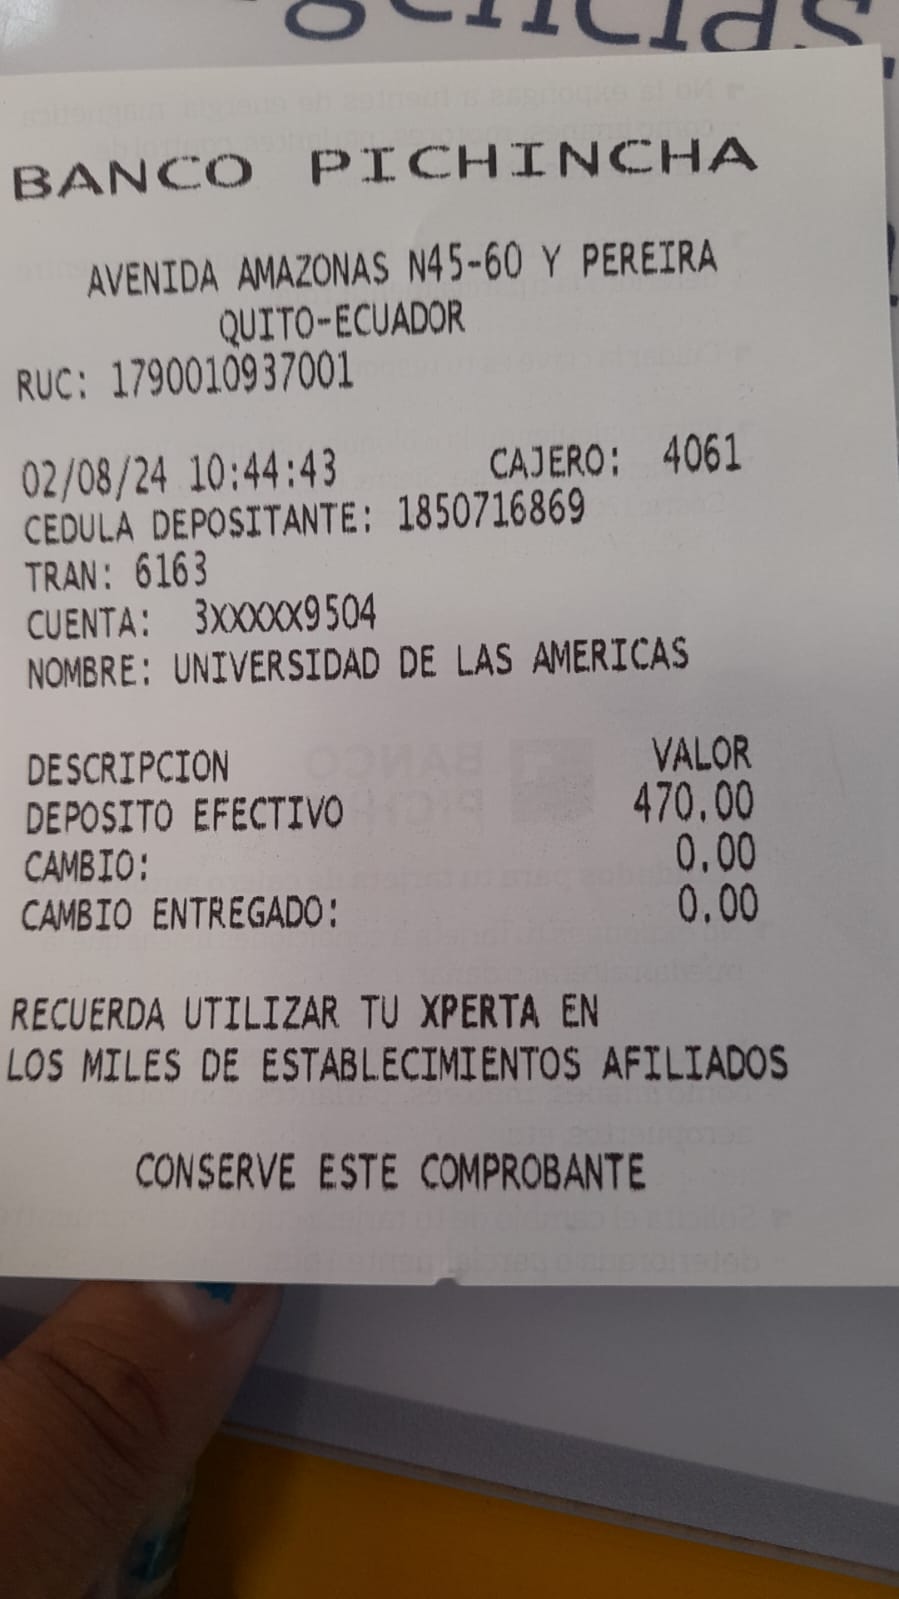 gencias
BANCO PICHINCHA
AVENIDA AMAZONAS N45-60 Y PEREIRA
QUITO-ECUADOR
RUC: 1790010937001
02/08/24 10:44:43 CAJERO: 4061
CEDULA DEPOSITANTE: 1850716869
TRAN: 6163
CUENTA: 3XXXXX9504
NOMBRE: UNIVERSIDAD DE LAS AMERICAS
DESCRIPCION VALOR
DEPOSITO EFECTIVO 470.00
CAMBIO: 0.00
CAMBIO ENTREGADO: 0.00
RECUERDA UTILIZAR TU XPERTA EN
LOS MILES DE ESTABLECIMIENTOS AFILIADOS
CONSERVE ESTE COMPROBANTE